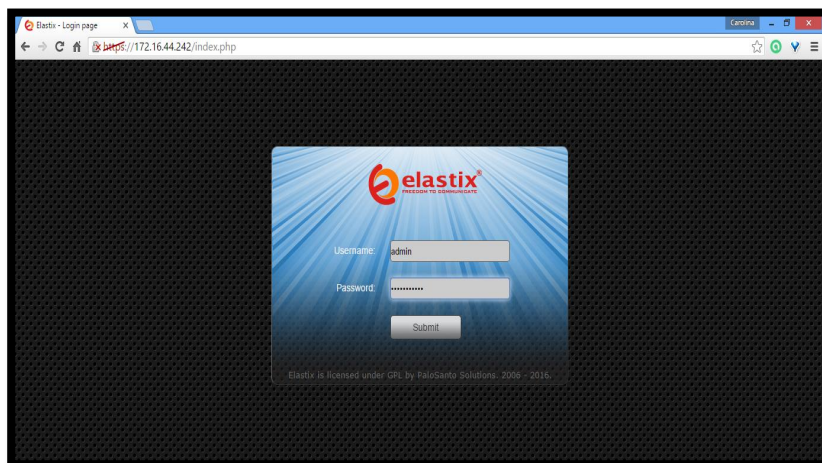 Elastix - Login page
Carolina
https://172.16.44.242/index.php
elastix®
FREEDOM TO COMMUNICATE
Username: admin
Password: •••••••••••
Submit
Elastix is licensed under GPL by PaloSanto Solutions. 2006 - 2016.